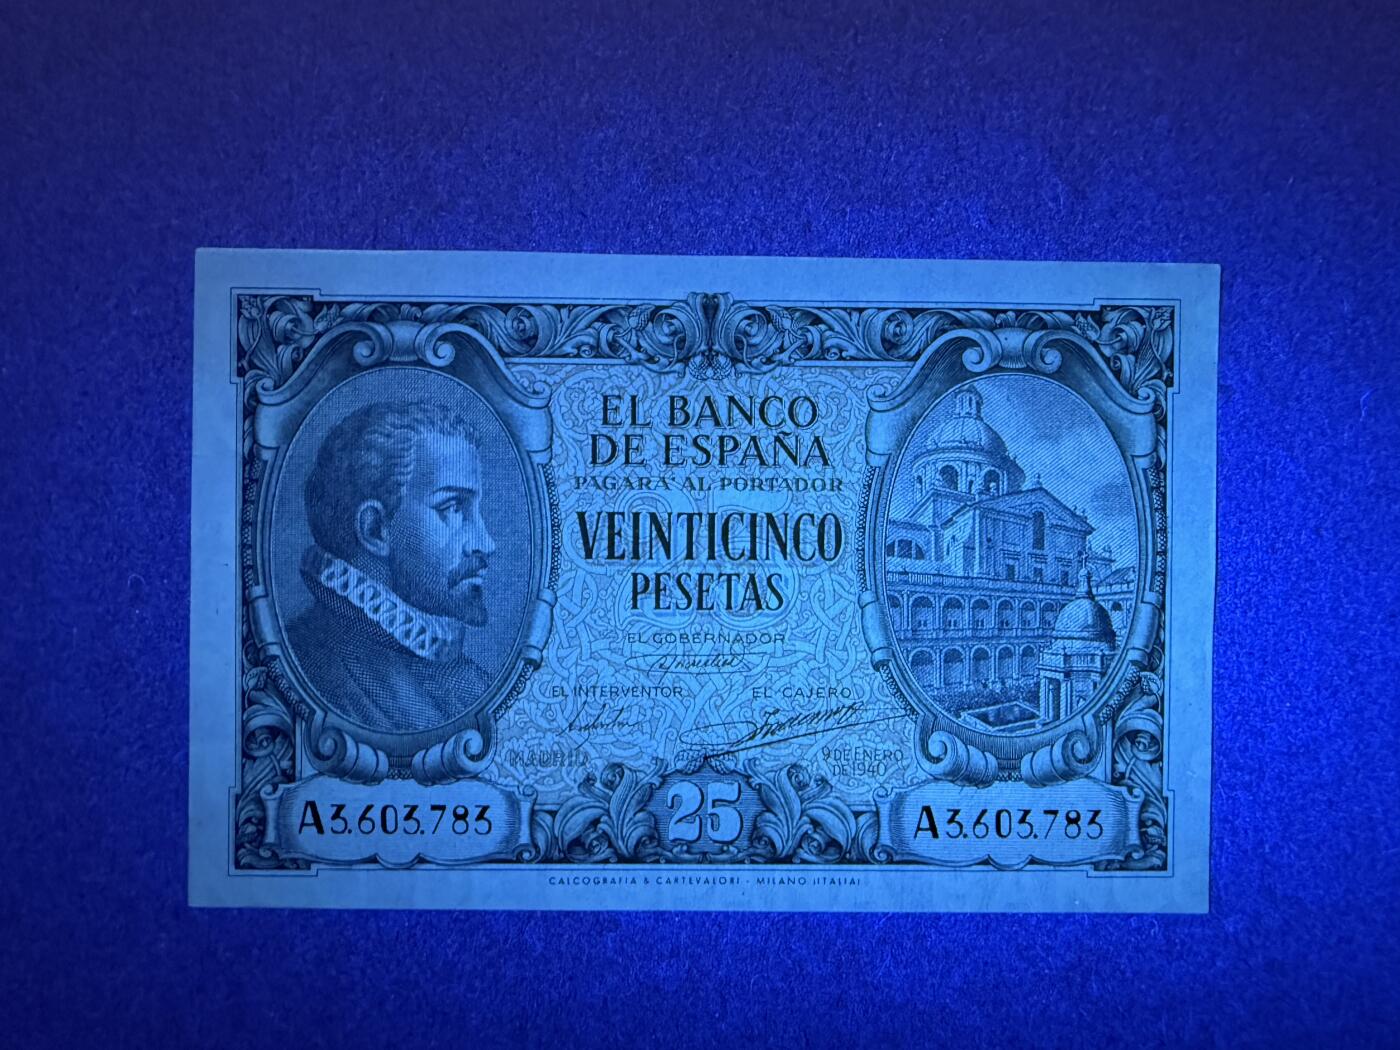 EL BANCO
DE ESPAÑA
PAGARÁ AL PORTADOR
VEINTICINCO
PESETAS
EL GOBERNADOR
EL INTERVENTOR EL CAJERO
MADRID 9 DE ENERO
DE 1940
25
A3.603.783 A3.603.783
CALCOGRAFIA & CARTEVALORI - MILANO (ITALIA)